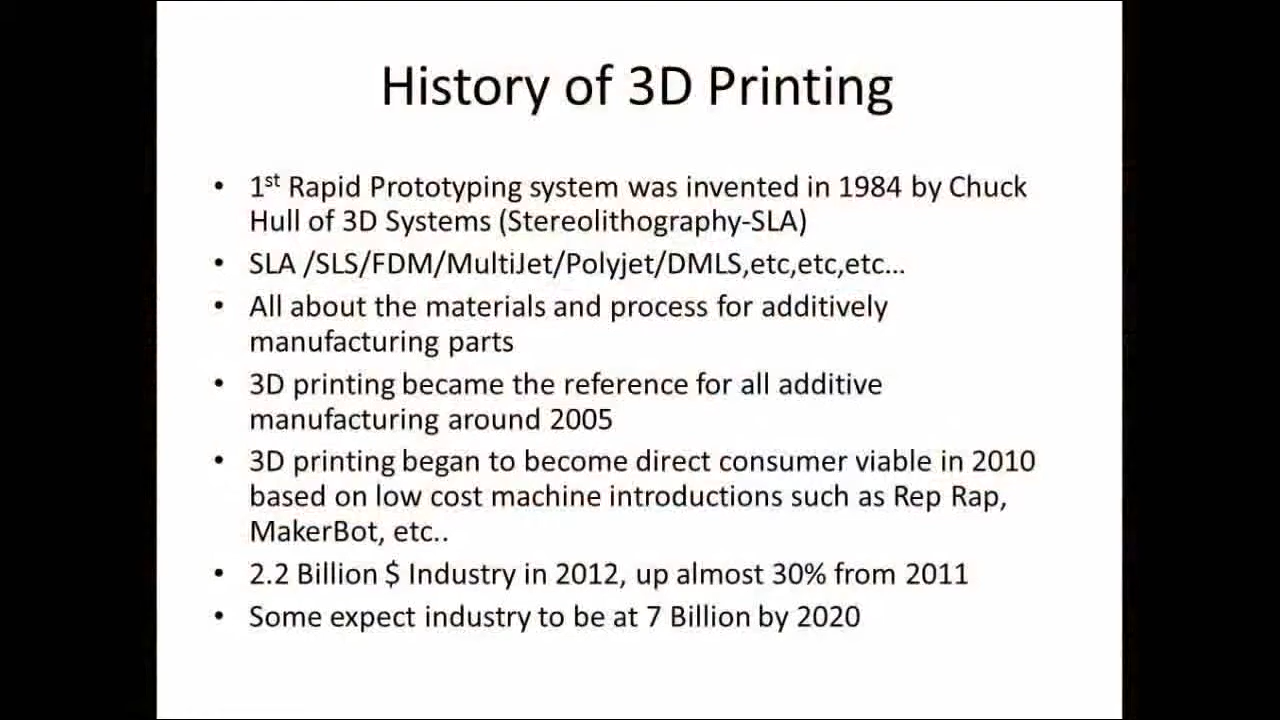 History of 3D Printing
• 1st Rapid Prototyping system was invented in 1984 by Chuck
Hull of 3D Systems (Stereolithography-SLA)
• SLA /SLS/FDM/MultiJet/Polyjet/DMLS,etc,etc,etc...
• All about the materials and process for additively
manufacturing parts
• 3D printing became the reference for all additive
manufacturing around 2005
• 3D printing began to become direct consumer viable in 2010
based on low cost machine introductions such as Rep Rap,
MakerBot, etc..
• 2.2 Billion $ Industry in 2012, up almost 30% from 2011
• Some expect industry to be at 7 Billion by 2020